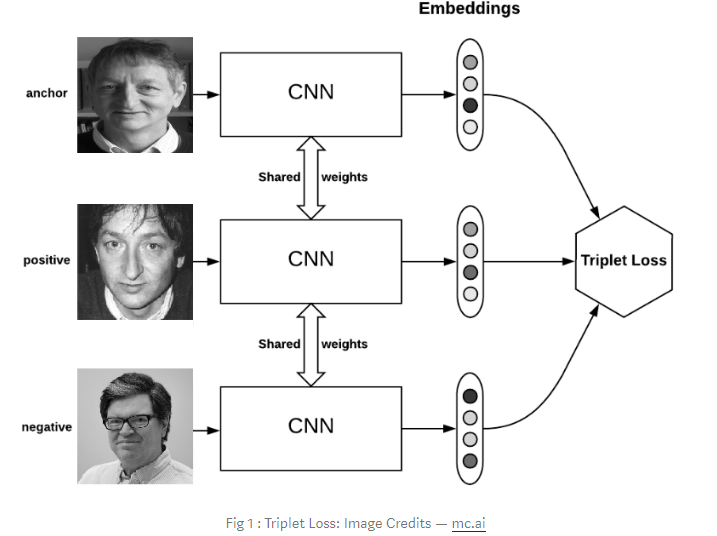 Embeddings
anchor
CNN
Shared weights
positive
CNN
Triplet Loss
Shared weights
negative
CNN
Fig 1 : Triplet Loss: Image Credits — mc.ai